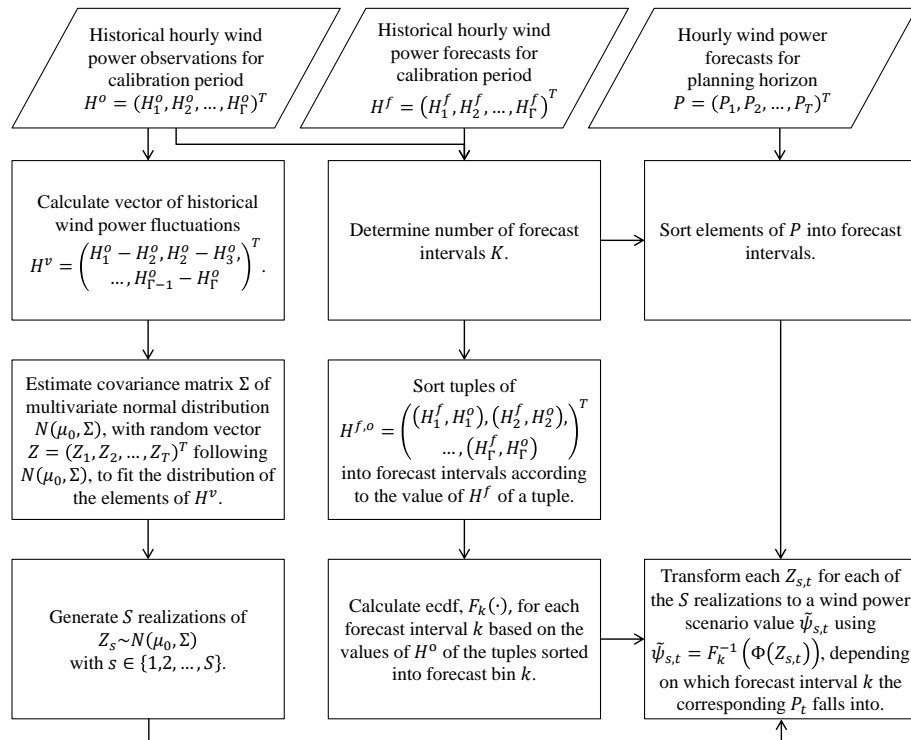 Historical hourly wind
power observations for
calibration period
H^o = (H_1^o, H_2^o, ..., H_Γ^o)^T
Historical hourly wind
power forecasts for
calibration period
H^f = (H_1^f, H_2^f, ..., H_Γ^f)^T
Hourly wind power
forecasts for
planning horizon
P = (P_1, P_2, ..., P_T)^T
Calculate vector of historical
wind power fluctuations
H^v = (H_1^o − H_2^o, H_2^o − H_3^o,
..., H_{Γ−1}^o − H_Γ^o)^T.
Determine number of forecast
intervals K.
Sort elements of P into forecast
intervals.
Estimate covariance matrix Σ of
multivariate normal distribution
N(μ_0, Σ), with random vector
Z = (Z_1, Z_2, ..., Z_T)^T following
N(μ_0, Σ), to fit the distribution of
the elements of H^v.
Sort tuples of
H^{f,o} = ((H_1^f, H_1^o), (H_2^f, H_2^o),
..., (H_Γ^f, H_Γ^o))^T
into forecast intervals according
to the value of H^f of a tuple.
Generate S realizations of
Z_s~N(μ_0, Σ)
with s ∈ {1,2, ..., S}.
Calculate ecdf, F_k(·), for each
forecast interval k based on the
values of H^o of the tuples sorted
into forecast bin k.
Transform each Z_{s,t} for each of
the S realizations to a wind power
scenario value ψ̃_{s,t} using
ψ̃_{s,t} = F_k^{−1}(Φ(Z_{s,t})), depending
on which forecast interval k the
corresponding P_t falls into.